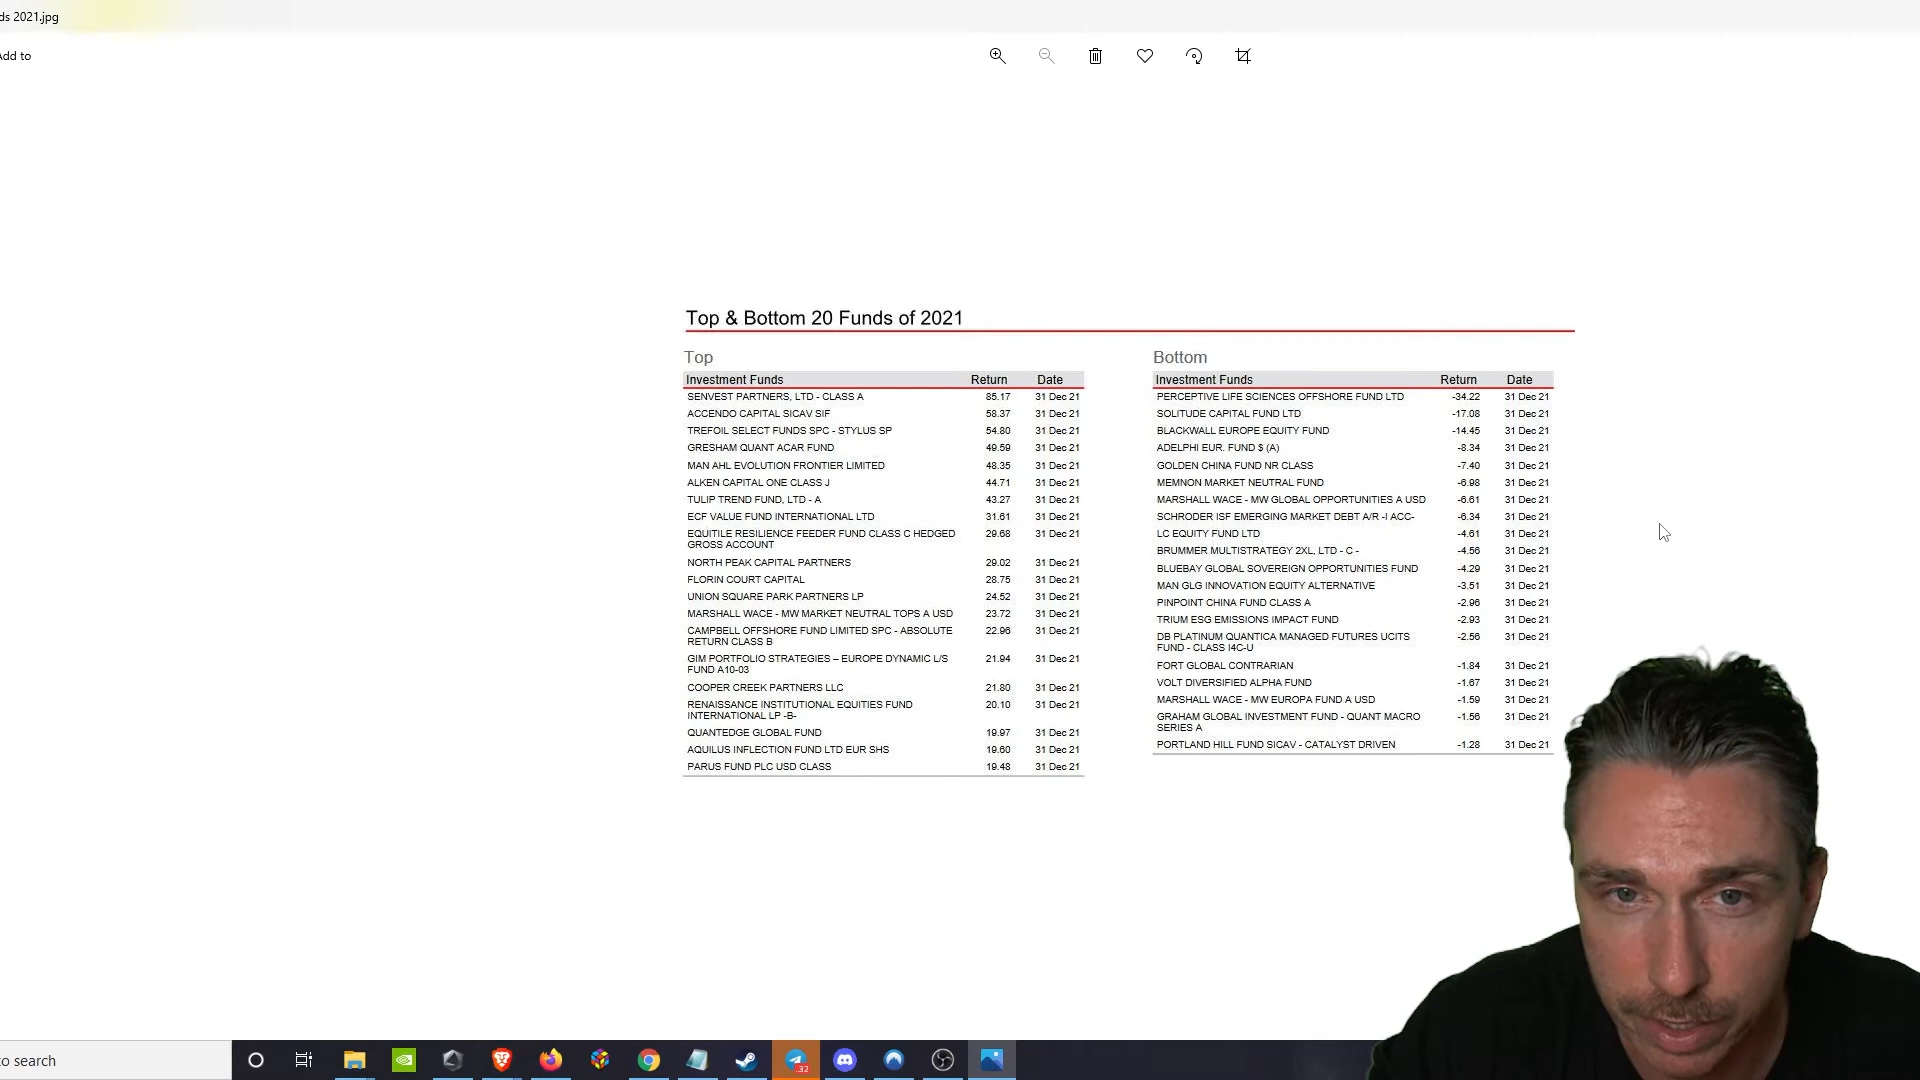 ds 2021.jpg
Add to
Top & Bottom 20 Funds of 2021
Top
Investment Funds Return Date
SENVEST PARTNERS, LTD - CLASS A 85.17 31 Dec 21
ACCENDO CAPITAL SICAV SIF 58.37 31 Dec 21
TREFOIL SELECT FUNDS SPC - STYLUS SP 54.80 31 Dec 21
GRESHAM QUANT ACAR FUND 49.59 31 Dec 21
MAN AHL EVOLUTION FRONTIER LIMITED 48.35 31 Dec 21
ALKEN CAPITAL ONE CLASS J 44.71 31 Dec 21
TULIP TREND FUND, LTD - A 43.27 31 Dec 21
ECF VALUE FUND INTERNATIONAL LTD 31.61 31 Dec 21
EQUITILE RESILIENCE FEEDER FUND CLASS C HEDGED 29.68 31 Dec 21
GROSS ACCOUNT
NORTH PEAK CAPITAL PARTNERS 29.02 31 Dec 21
FLORIN COURT CAPITAL 28.75 31 Dec 21
UNION SQUARE PARK PARTNERS LP 24.52 31 Dec 21
MARSHALL WACE - MW MARKET NEUTRAL TOPS A USD 23.72 31 Dec 21
CAMPBELL OFFSHORE FUND LIMITED SPC - ABSOLUTE 22.96 31 Dec 21
RETURN CLASS B
GIM PORTFOLIO STRATEGIES – EUROPE DYNAMIC L/S 21.94 31 Dec 21
FUND A10-03
COOPER CREEK PARTNERS LLC 21.80 31 Dec 21
RENAISSANCE INSTITUTIONAL EQUITIES FUND 20.10 31 Dec 21
INTERNATIONAL LP -B-
QUANTEDGE GLOBAL FUND 19.97 31 Dec 21
AQUILUS INFLECTION FUND LTD EUR SHS 19.60 31 Dec 21
PARUS FUND PLC USD CLASS 19.48 31 Dec 21
Bottom
Investment Funds Return Date
PERCEPTIVE LIFE SCIENCES OFFSHORE FUND LTD -34.22 31 Dec 21
SOLITUDE CAPITAL FUND LTD -17.08 31 Dec 21
BLACKWALL EUROPE EQUITY FUND -14.45 31 Dec 21
ADELPHI EUR. FUND $ (A) -8.34 31 Dec 21
GOLDEN CHINA FUND NR CLASS -7.40 31 Dec 21
MEMNON MARKET NEUTRAL FUND -6.98 31 Dec 21
MARSHALL WACE - MW GLOBAL OPPORTUNITIES A USD -6.61 31 Dec 21
SCHRODER ISF EMERGING MARKET DEBT A/R -I ACC- -6.34 31 Dec 21
LC EQUITY FUND LTD -4.61 31 Dec 21
BRUMMER MULTISTRATEGY 2XL, LTD - C - -4.56 31 Dec 21
BLUEBAY GLOBAL SOVEREIGN OPPORTUNITIES FUND -4.29 31 Dec 21
MAN GLG INNOVATION EQUITY ALTERNATIVE -3.51 31 Dec 21
PINPOINT CHINA FUND CLASS A -2.96 31 Dec 21
TRIUM ESG EMISSIONS IMPACT FUND -2.93 31 Dec 21
DB PLATINUM QUANTICA MANAGED FUTURES UCITS -2.56 31 Dec 21
FUND - CLASS I4C-U
FORT GLOBAL CONTRARIAN -1.84 31 Dec 21
VOLT DIVERSIFIED ALPHA FUND -1.67 31 Dec 21
MARSHALL WACE - MW EUROPA FUND A USD -1.59 31 Dec 21
GRAHAM GLOBAL INVESTMENT FUND - QUANT MACRO -1.56 31 Dec 21
SERIES A
PORTLAND HILL FUND SICAV - CATALYST DRIVEN -1.28 31 Dec 21
to search
32